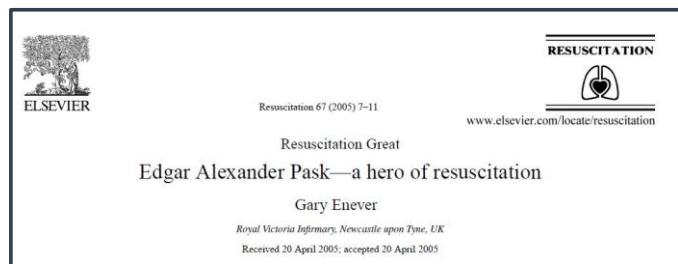 ELSEVIER
RESUSCITATION
Resuscitation 67 (2005) 7–11
www.elsevier.com/locate/resuscitation
Resuscitation Great
Edgar Alexander Pask—a hero of resuscitation
Gary Enever
Royal Victoria Infirmary, Newcastle upon Tyne, UK
Received 20 April 2005; accepted 20 April 2005